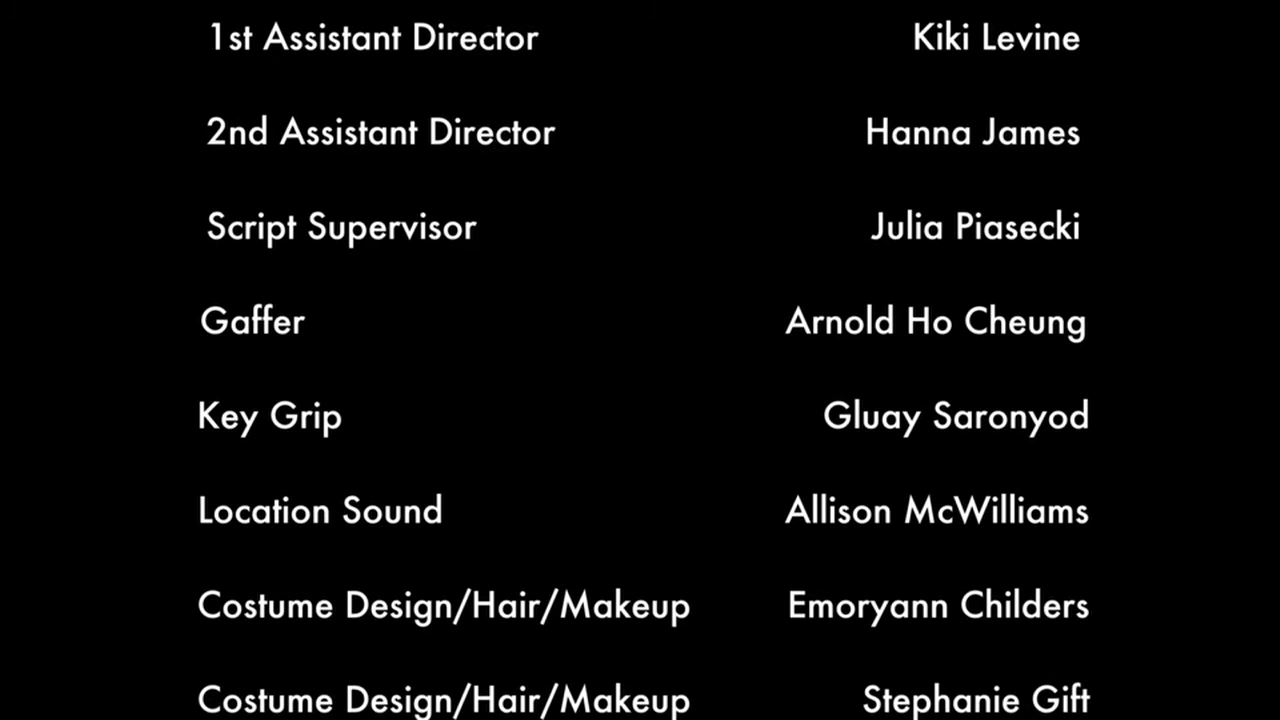 1st Assistant Director Kiki Levine
2nd Assistant Director Hanna James
Script Supervisor Julia Piasecki
Gaffer Arnold Ho Cheung
Key Grip Gluay Saronyod
Location Sound Allison McWilliams
Costume Design/Hair/Makeup Emoryann Childers
Costume Design/Hair/Makeup Stephanie Gift